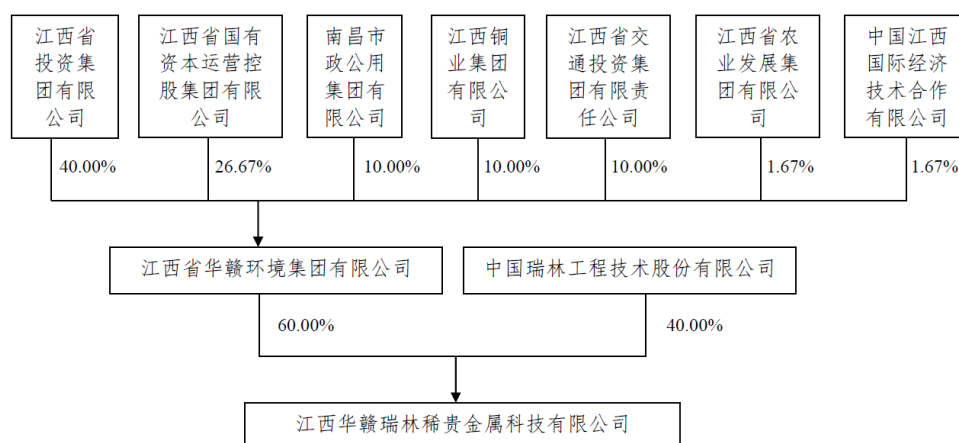 江西省
投资集
团有限
公司
江西省国有
资本运营控
股集团有限
公司
南昌市
政公用
集团有
限公司
江西铜
业集团
有限公
司
江西省交
通投资集
团有限责
任公司
江西省农
业发展集
团有限公
司
中国江西
国际经济
技术合作
有限公司
40.00%
26.67%
10.00%
10.00%
10.00%
1.67%
1.67%
江西省华赣环境集团有限公司
中国瑞林工程技术股份有限公司
60.00%
40.00%
江西华赣瑞林稀贵金属科技有限公司